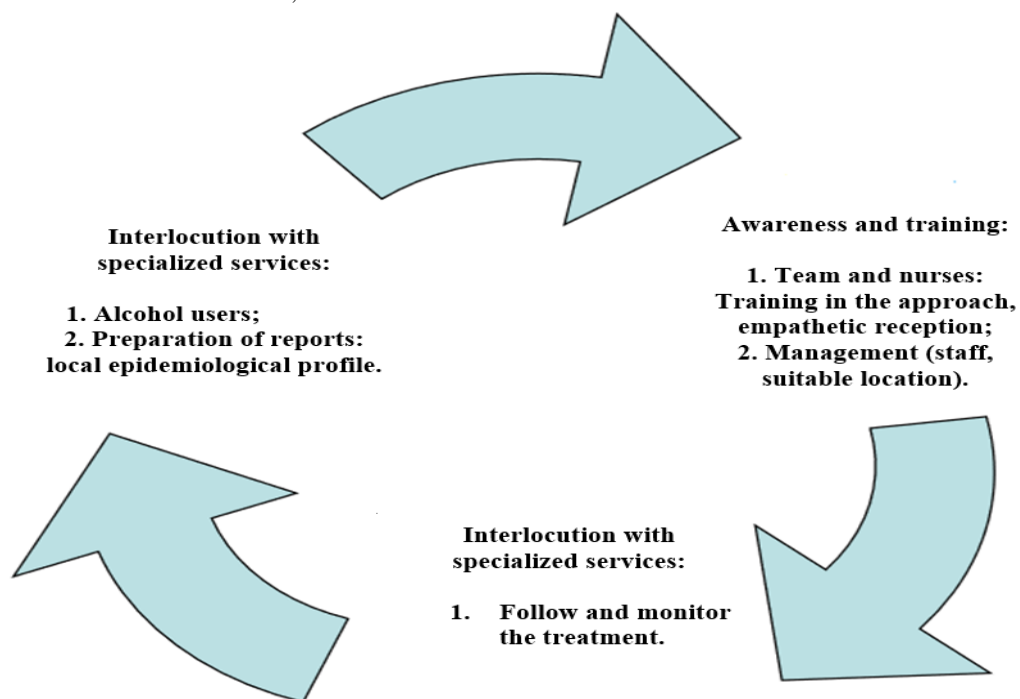 Interlocution with
specialized services:
1. Alcohol users;
2. Preparation of reports:
local epidemiological profile.
Awareness and training:
1. Team and nurses:
Training in the approach,
empathetic reception;
2. Management (staff,
suitable location).
Interlocution with
specialized services:
1. Follow and monitor
the treatment.